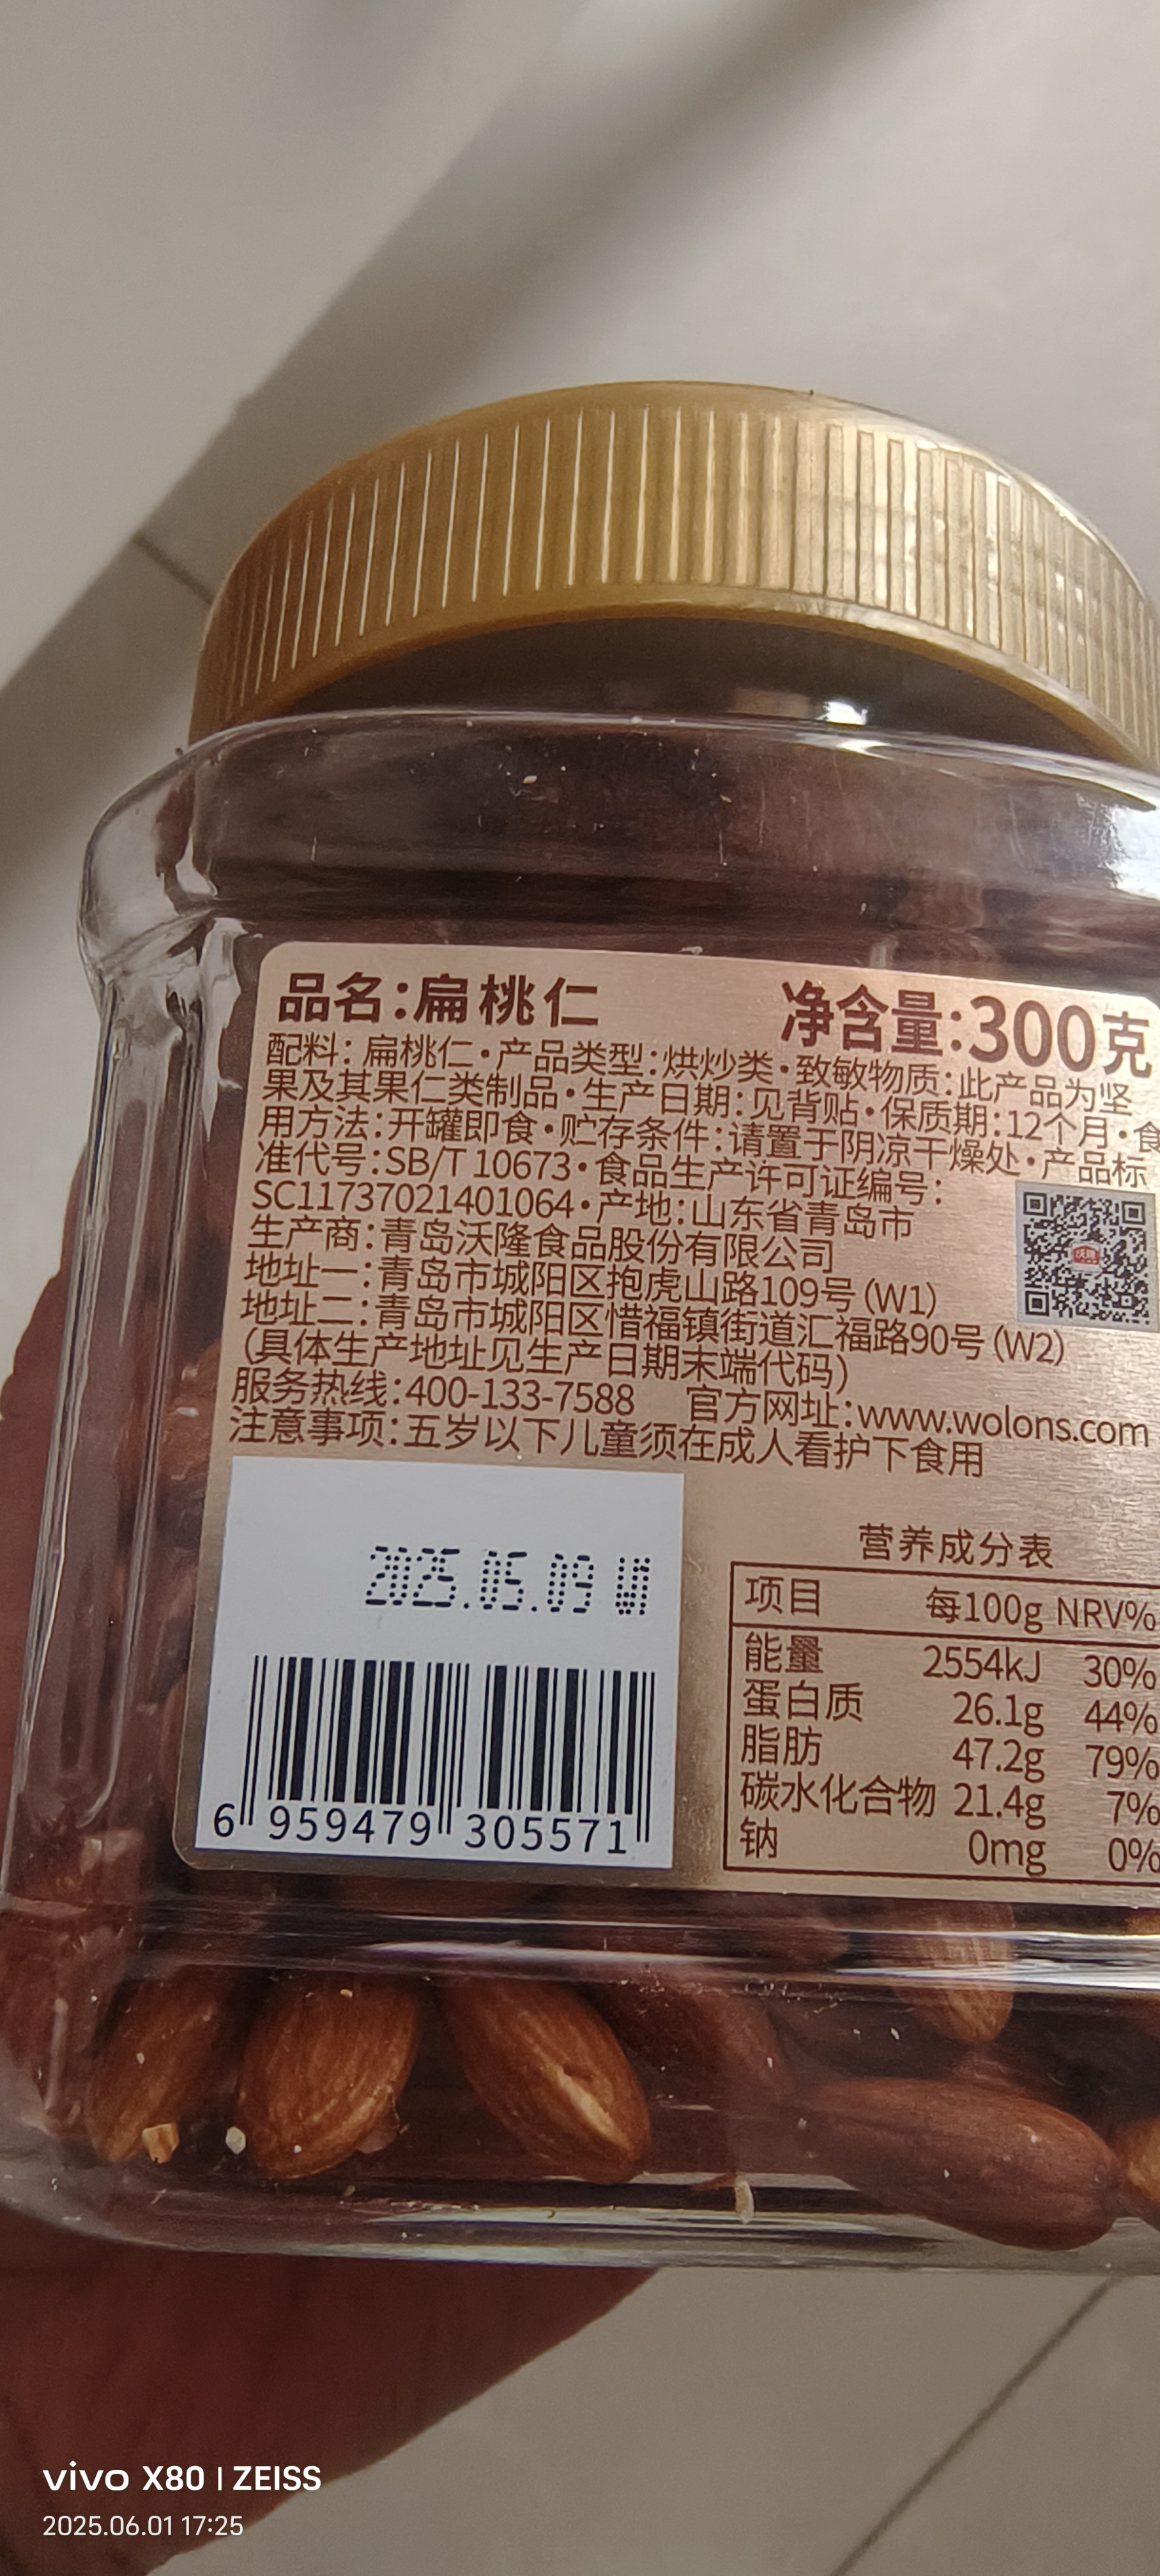 品名:扁桃仁 净含量:300克
配料:扁桃仁·产品类型:烘炒类·致敏物质:此产品为坚
果及其果仁类制品·生产日期:见背贴·保质期:12个月·食
用方法:开罐即食·贮存条件:请置于阴凉干燥处·产品标
准代号:SB/T 10673·食品生产许可证编号:
SC11737021401064·产地:山东省青岛市
生产商:青岛沃隆食品股份有限公司
地址一:青岛市城阳区抱虎山路109号(W1)
地址二:青岛市城阳区惜福镇街道汇福路90号(W2)
(具体生产地址见生产日期末端代码)
服务热线:400-133-7588 官方网址:www.wolons.com
注意事项:五岁以下儿童须在成人看护下食用
2025.05.09
6 959479 305571
营养成分表
项目 每100g NRV%
能量 2554kJ 30%
蛋白质 26.1g 44%
脂肪 47.2g 79%
碳水化合物 21.4g 7%
钠 0mg 0%
vivo X80 | ZEISS
2025.06.01 17:25